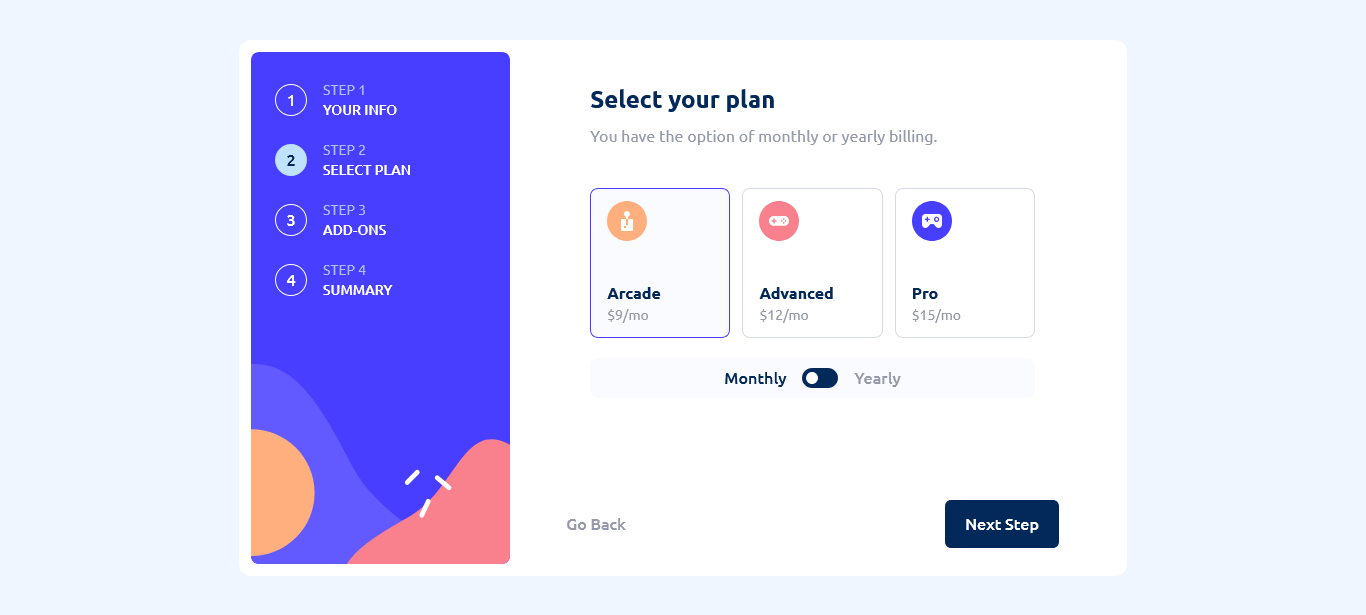 1
STEP 1
YOUR INFO
2
STEP 2
SELECT PLAN
3
STEP 3
ADD-ONS
4
STEP 4
SUMMARY
Select your plan
You have the option of monthly or yearly billing.
Arcade
$9/mo
Advanced
$12/mo
Pro
$15/mo
Monthly
Yearly
Go Back
Next Step